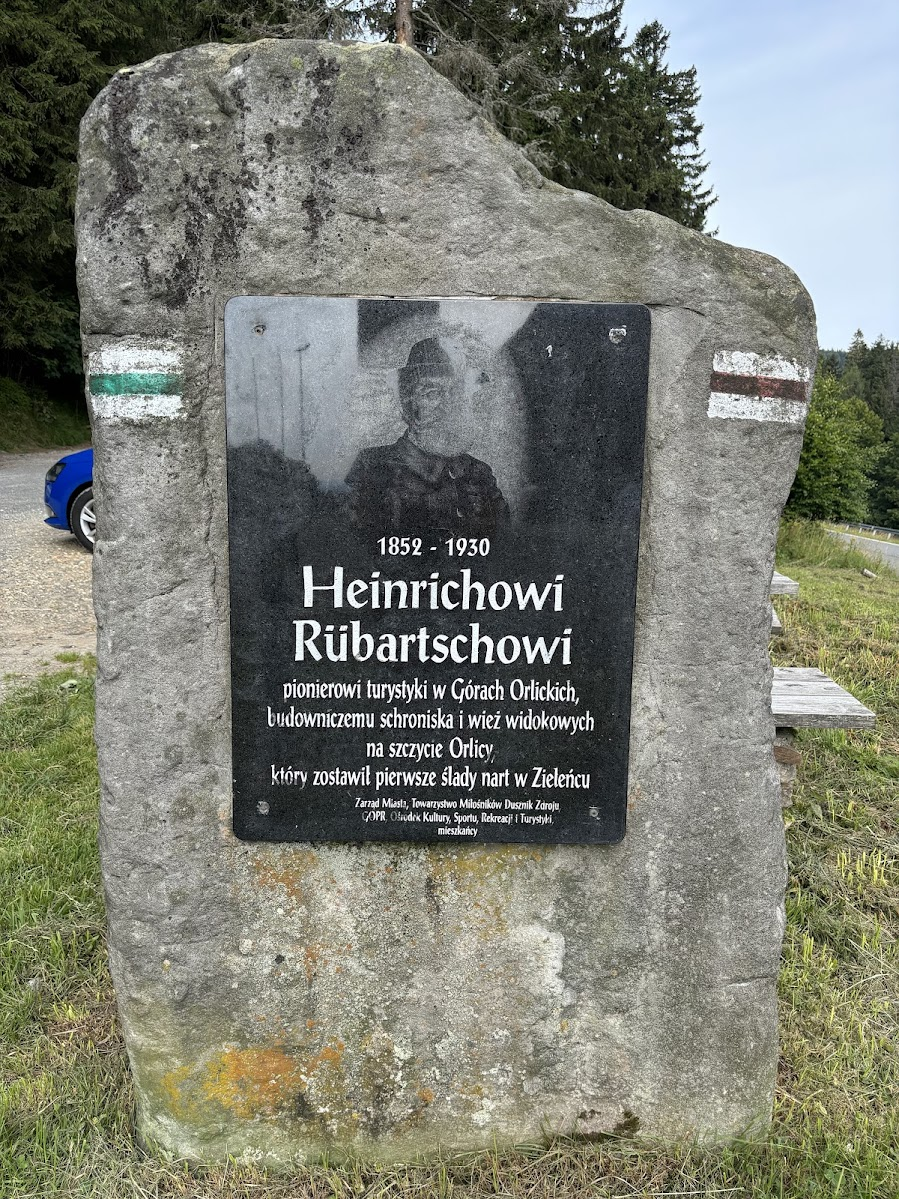 1852 - 1930
Heinrichowi
Rübartschowi
pionierowi turystyki w Górach Orlickich,
budowniczemu schroniska i wież widokowych
na szczycie Orlicy,
który zostawił pierwsze ślady nart w Zieleńcu
Zarząd Miasta, Towarzystwo Miłośników Dusznik Zdroju
GOPR, Ośrodek Kultury, Sportu, Rekreacji i Turystyki,
mieszkańcy